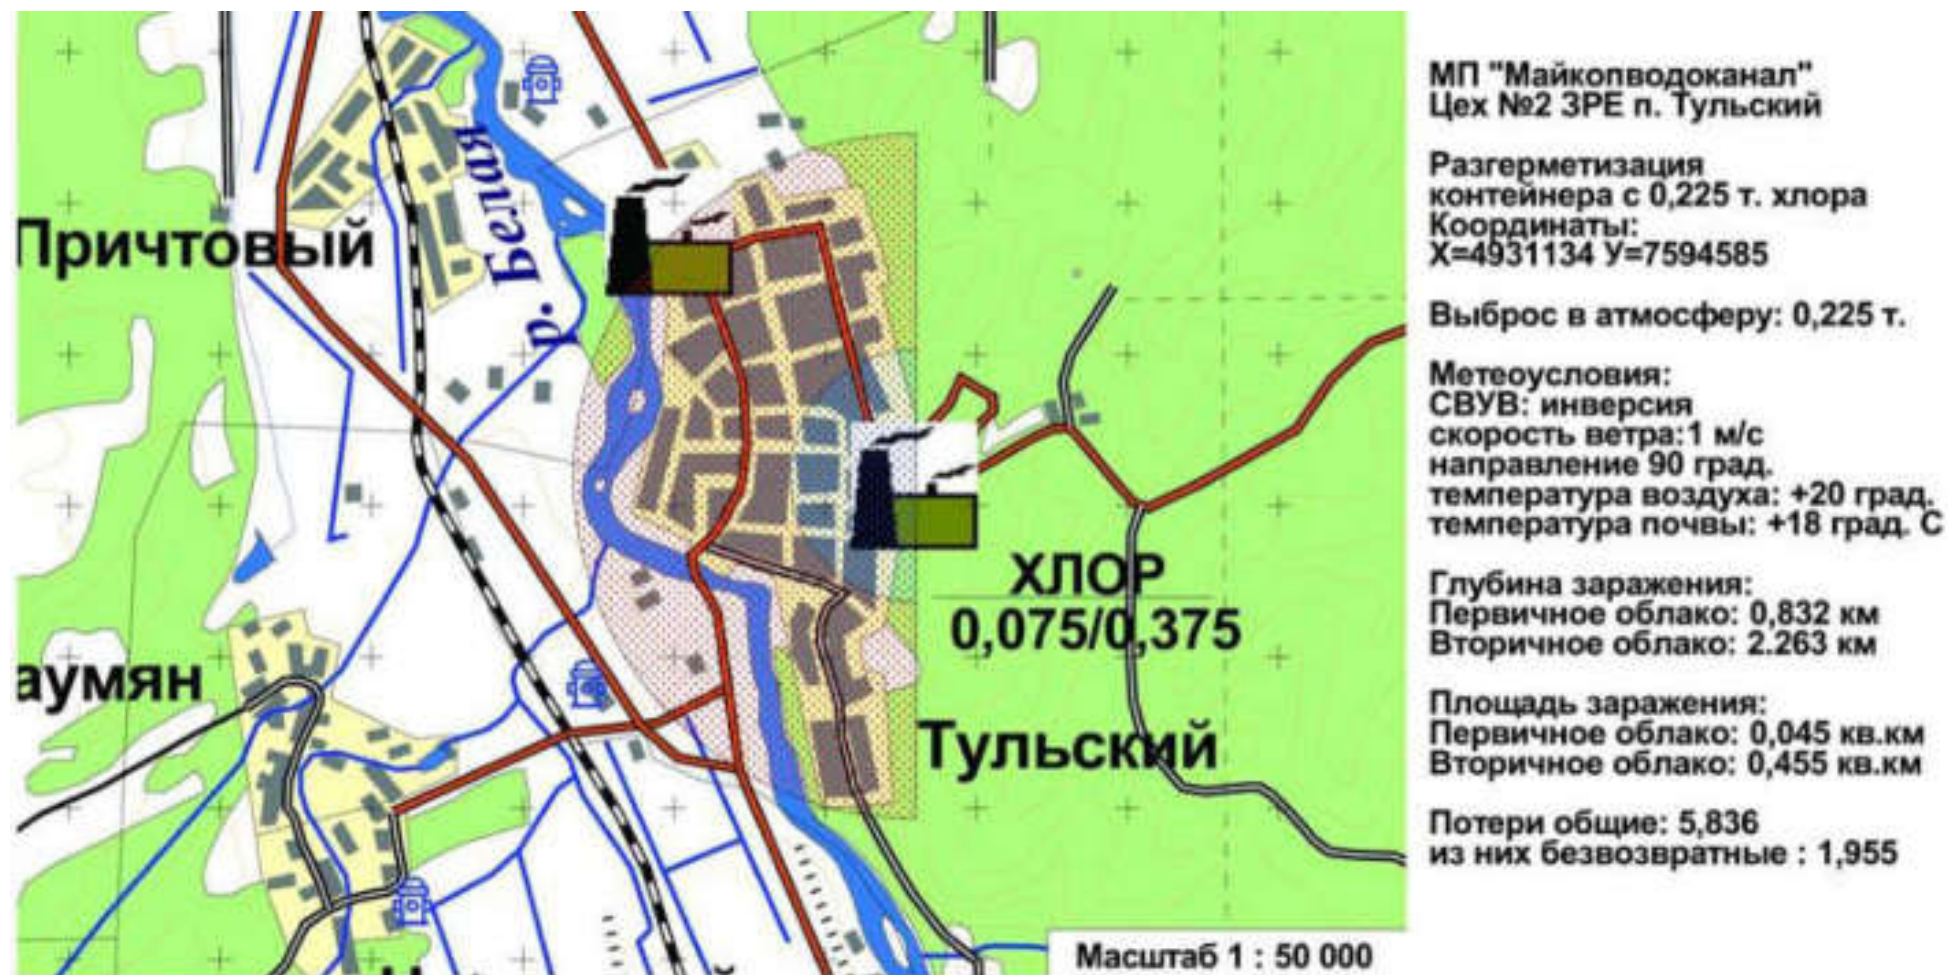 Причтовый
р. Белая
аумян
ХЛОР
0,075/0,375
Тульский
Масштаб 1 : 50 000
МП "Майкопводоканал"
Цех №2 ЗРЕ п. Тульский
Разгерметизация
контейнера с 0,225 т. хлора
Координаты:
Х=4931134 У=7594585
Выброс в атмосферу: 0,225 т.
Метеоусловия:
СВУВ: инверсия
скорость ветра:1 м/с
направление 90 град.
температура воздуха: +20 град.
температура почвы: +18 град. С
Глубина заражения:
Первичное облако: 0,832 км
Вторичное облако: 2.263 км
Площадь заражения:
Первичное облако: 0,045 кв.км
Вторичное облако: 0,455 кв.км
Потери общие: 5,836
из них безвозвратные : 1,955